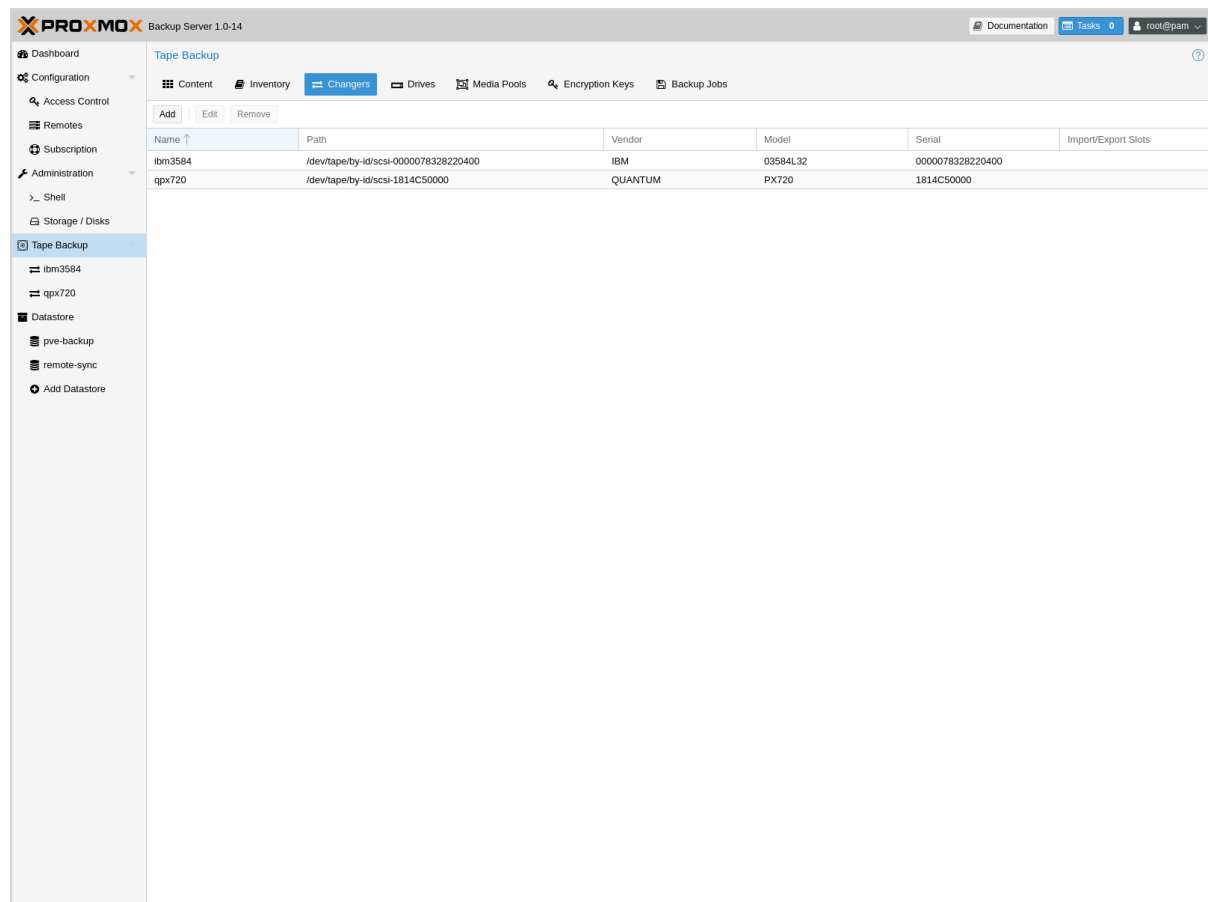 PROXMOX Backup Server 1.0-14 Documentation Tasks 0 root@pam
Dashboard
Configuration
Access Control
Remotes
Subscription
Administration
Shell
Storage / Disks
Tape Backup
ibm3584
qpx720
Datastore
pve-backup
remote-sync
Add Datastore
Tape Backup
Content Inventory Changers Drives Media Pools Encryption Keys Backup Jobs
Add Edit Remove
Name Path Vendor Model Serial Import/Export Slots
ibm3584 /dev/tape/by-id/scsi-0000078328220400 IBM 03584L32 0000078328220400
qpx720 /dev/tape/by-id/scsi-1814C50000 QUANTUM PX720 1814C50000